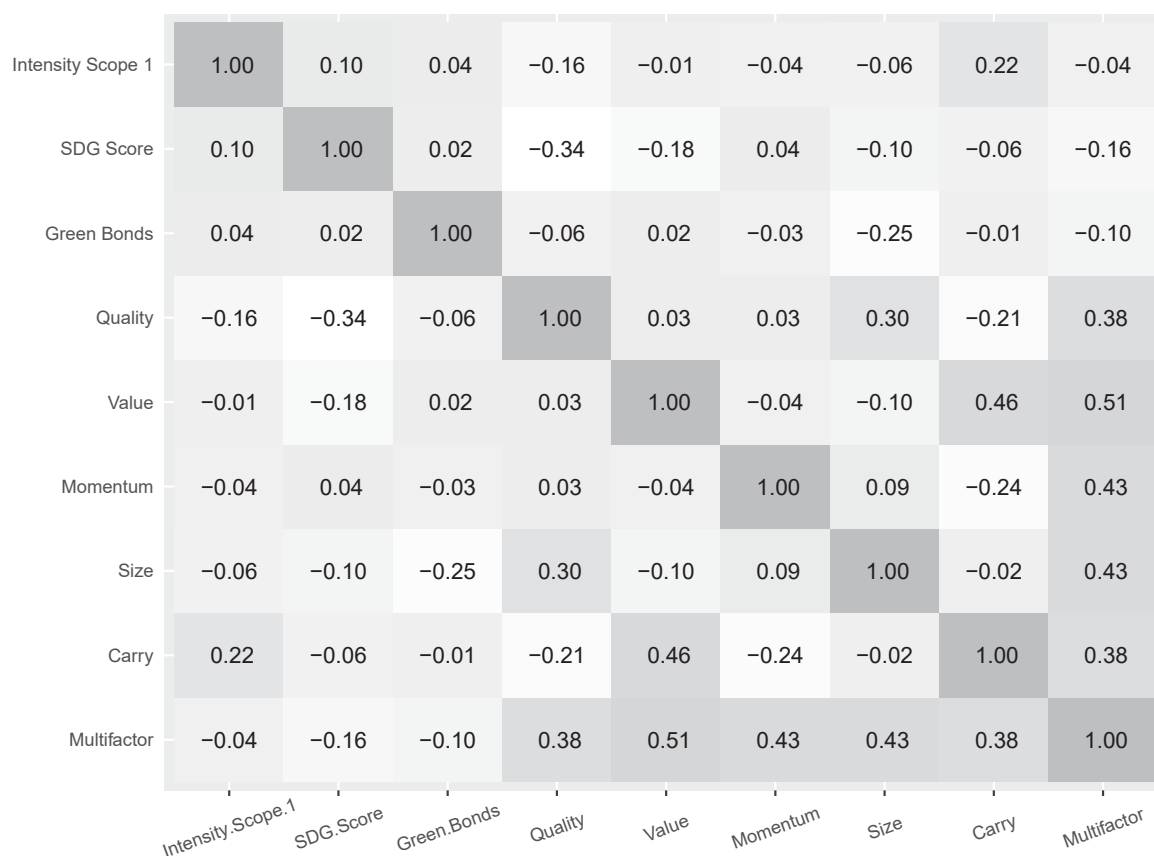 Intensity Scope 1 1.00 0.10 0.04 −0.16 −0.01 −0.04 −0.06 0.22 −0.04
SDG Score 0.10 1.00 0.02 −0.34 −0.18 0.04 −0.10 −0.06 −0.16
Green Bonds 0.04 0.02 1.00 −0.06 0.02 −0.03 −0.25 −0.01 −0.10
Quality −0.16 −0.34 −0.06 1.00 0.03 0.03 0.30 −0.21 0.38
Value −0.01 −0.18 0.02 0.03 1.00 −0.04 −0.10 0.46 0.51
Momentum −0.04 0.04 −0.03 0.03 −0.04 1.00 0.09 −0.24 0.43
Size −0.06 −0.10 −0.25 0.30 −0.10 0.09 1.00 −0.02 0.43
Carry 0.22 −0.06 −0.01 −0.21 0.46 −0.24 −0.02 1.00 0.38
Multifactor −0.04 −0.16 −0.10 0.38 0.51 0.43 0.43 0.38 1.00
Intensity.Scope.1 SDG.Score Green.Bonds Quality Value Momentum Size Carry Multifactor